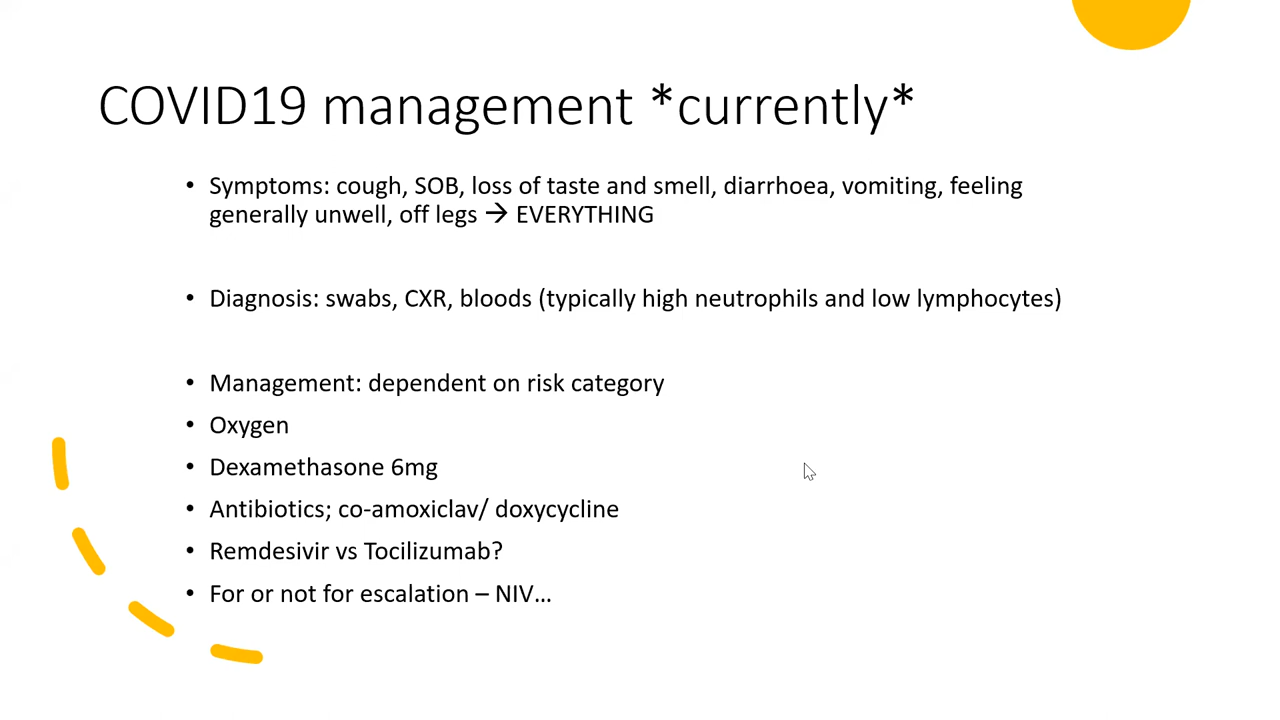 COVID19 management *currently*
• Symptoms: cough, SOB, loss of taste and smell, diarrhoea, vomiting, feeling
generally unwell, off legs → EVERYTHING
• Diagnosis: swabs, CXR, bloods (typically high neutrophils and low lymphocytes)
• Management: dependent on risk category
• Oxygen
• Dexamethasone 6mg
• Antibiotics; co-amoxiclav/ doxycycline
• Remdesivir vs Tocilizumab?
• For or not for escalation – NIV...